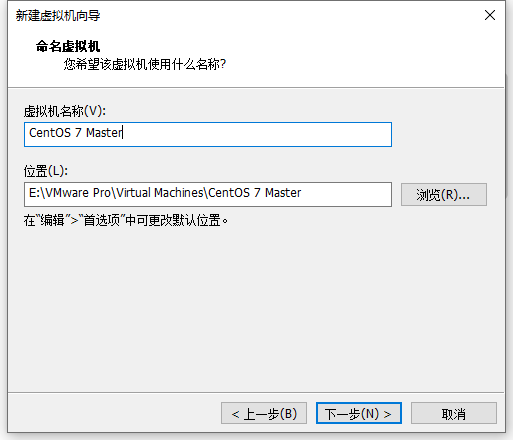 新建虚拟机向导
命名虚拟机
您希望该虚拟机使用什么名称?
虚拟机名称(V):
CentOS 7 Master
位置(L):
E:\VMware Pro\Virtual Machines\CentOS 7 Master
浏览(R)...
在“编辑”>“首选项”中可更改默认位置。
< 上一步(B)
下一步(N) >
取消